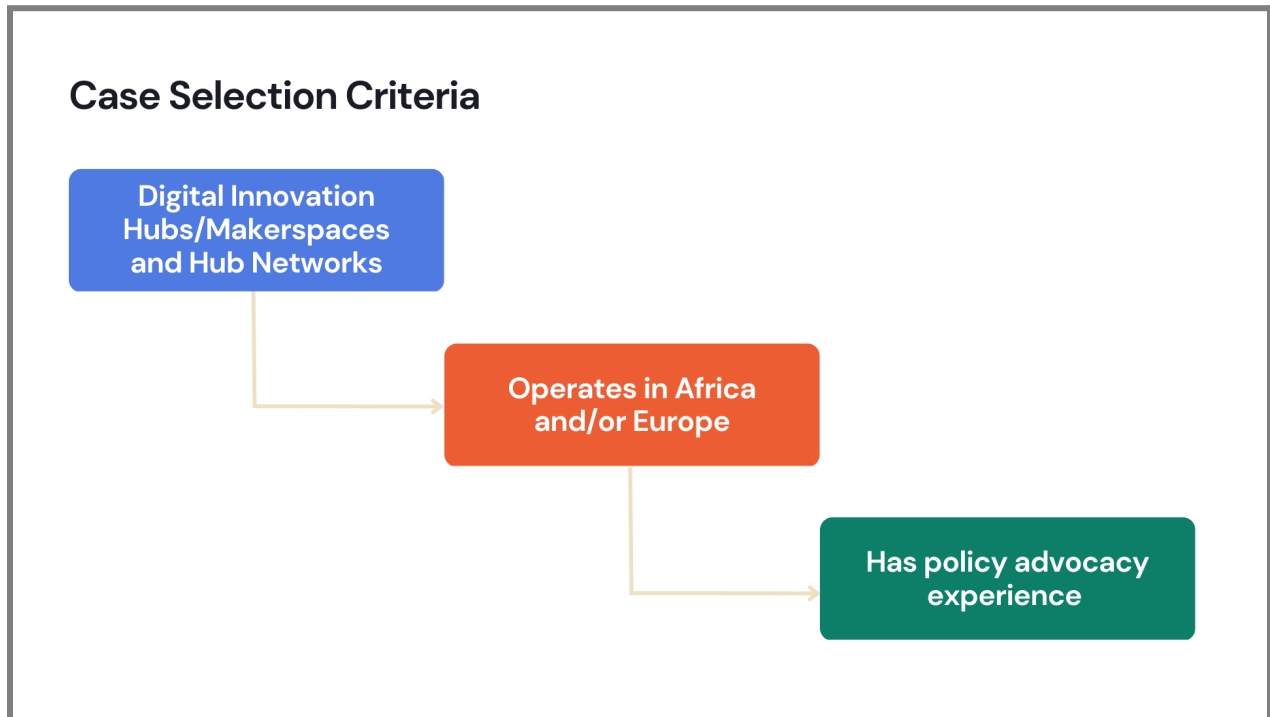 Case Selection Criteria
Digital Innovation
Hubs/Makerspaces
and Hub Networks
Operates in Africa
and/or Europe
Has policy advocacy
experience